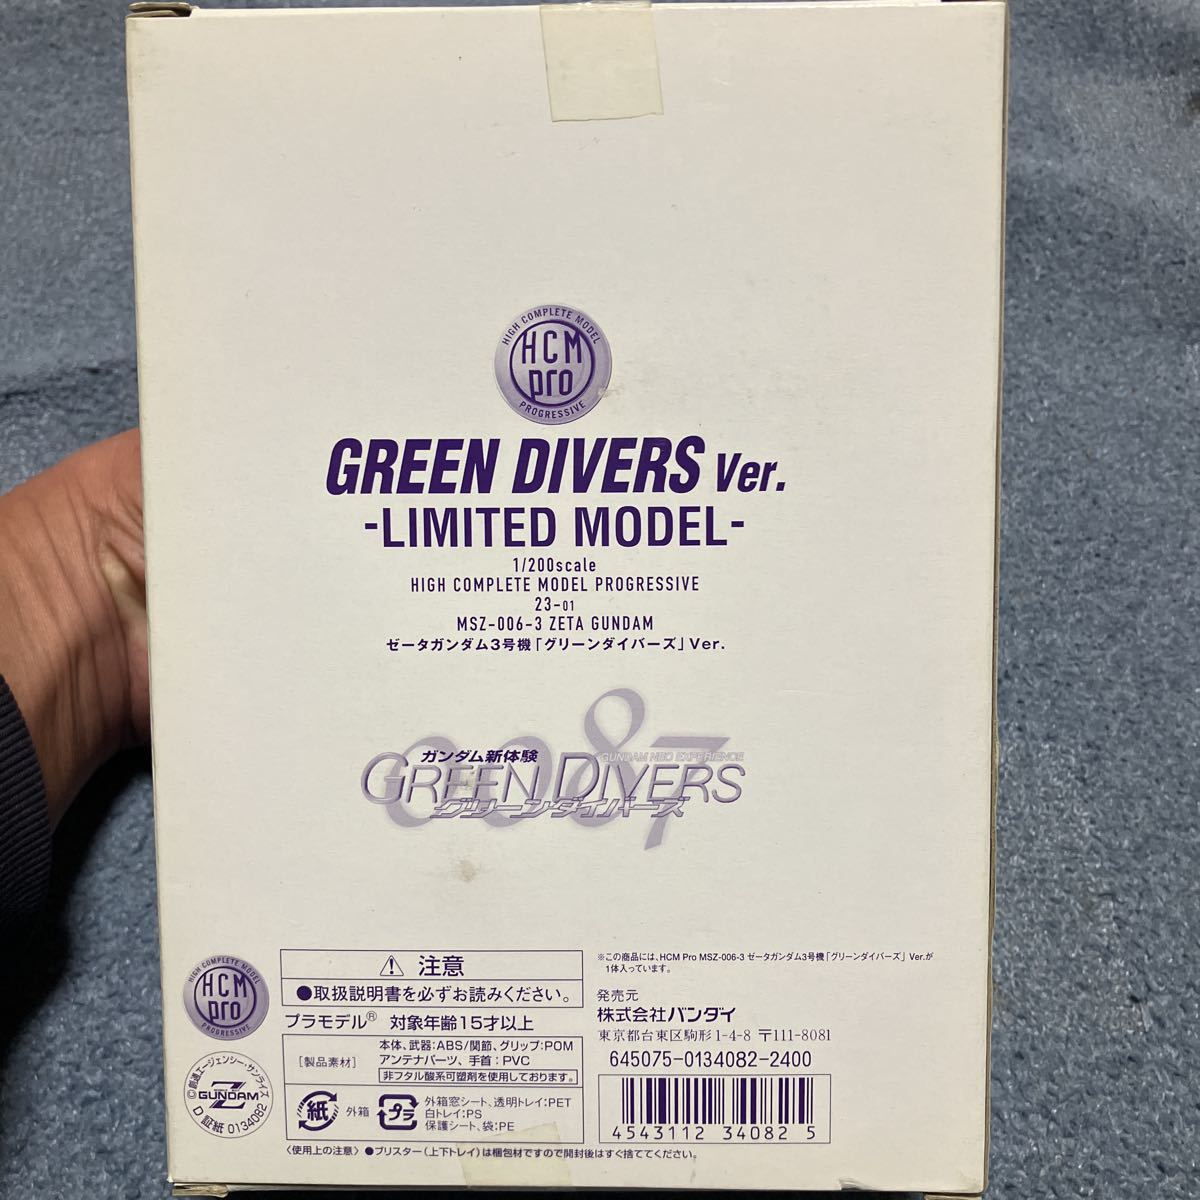 HIGH COMPLETE MODEL
HCM
pro
PROGRESSIVE
GREEN DIVERS Ver.
-LIMITED MODEL-
1/200scale
HIGH COMPLETE MODEL PROGRESSIVE
23-01
MSZ-006-3 ZETA GUNDAM
ゼータガンダム3号機「グリーンダイバーズ」Ver.
0087
ガンダム新体験
GUNDAM NEO EXPERIENCE
GREEN DIVERS
グリーンダイバーズ
HIGH COMPLETE MODEL
HCM
pro
PROGRESSIVE
©創通エージェンシー・サンライズ
Z
GUNDAM
D 証紙 0134082
⚠ 注意
●取扱説明書を必ずお読みください。
プラモデル® 対象年齢15才以上
[製品素材]
本体、武器:ABS/関節、グリップ:POM
アンテナパーツ、手首:PVC
非フタル酸系可塑剤を使用しております。
紙 外箱
プラ
外箱窓シート、透明トレイ:PET
白トレイ:PS
保護シート、袋:PE
〈使用上の注意〉●ブリスター(上下トレイ)は梱包材ですので開封後はすぐ捨ててください。
※この商品には、HCM Pro MSZ-006-3 ゼータガンダム3号機「グリーンダイバーズ」 Ver.が
1体入っています。
発売元
株式会社バンダイ
東京都台東区駒形1-4-8 〒111-8081
645075-0134082-2400
4543112 34082 5